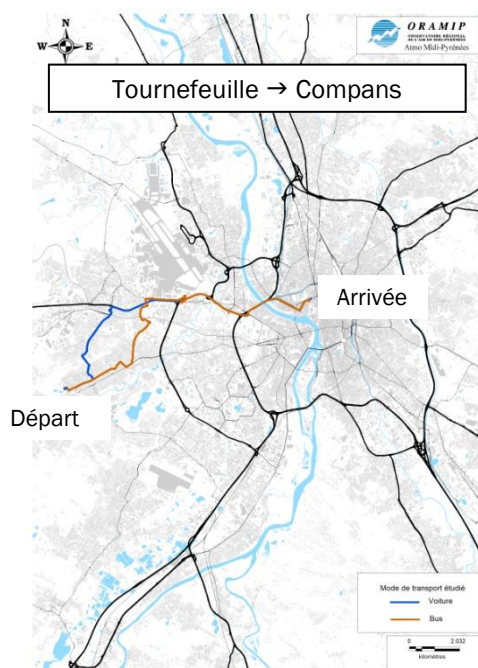 N
W
E
S
ORAMIP
OBSERVATOIRE RÉGIONAL
DE L'AIR EN MIDI-PYRÉNÉES
Atmo Midi-Pyrénées
Tournefeuille → Compans
Arrivée
Départ
Mode de transport étudié
Voiture
Bus
0 2.032
kilomètres